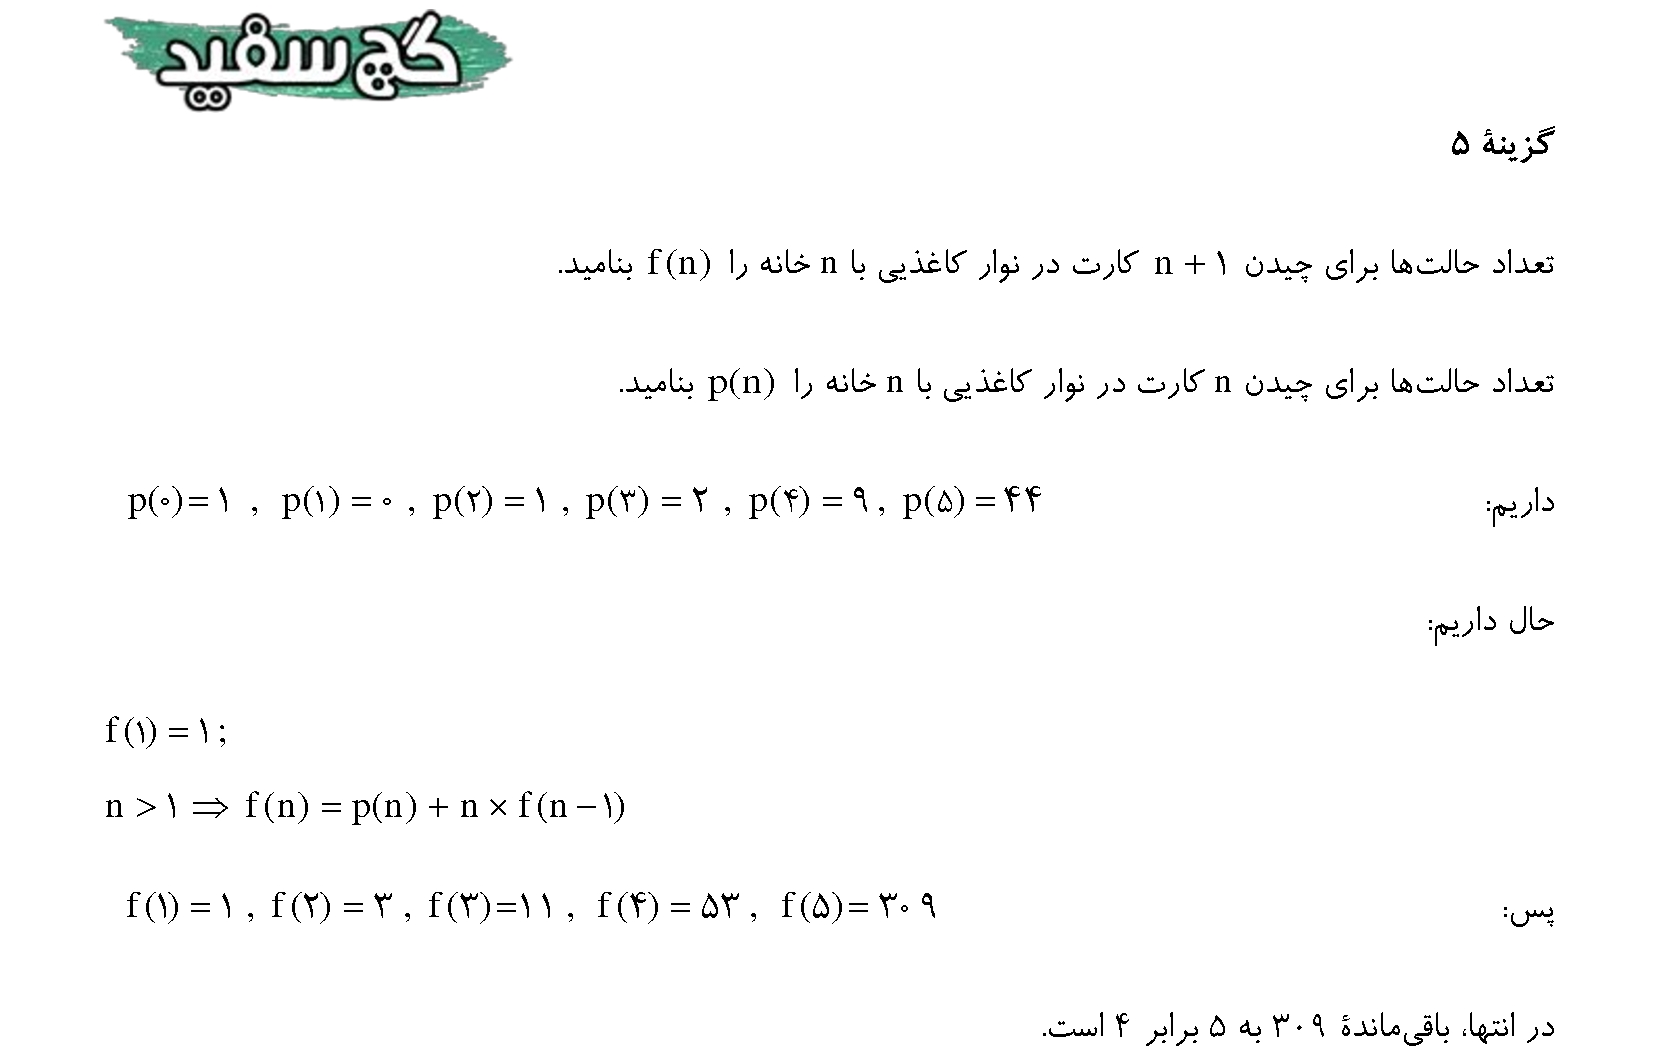 گچ سفید
گزینهٔ ۵
تعداد حالت‌ها برای چیدن n + ۱ کارت در نوار کاغذیی با n خانه را f(n) بنامید.
تعداد حالت‌ها برای چیدن n کارت در نوار کاغذیی با n خانه را p(n) بنامید.
داریم: p(۰)=۱ , p(۱) = ۰ , p(۲) = ۱ , p(۳) = ۲ , p(۴) = ۹ , p(۵) = ۴۴
حال داریم:
f(۱) = ۱;
n > ۱ ⇒ f(n) = p(n) + n × f(n − ۱)
پس: f(۱) = ۱ , f(۲) = ۳ , f(۳)=۱۱ , f(۴) = ۵۳ , f(۵)= ۳۰۹
در انتها، باقی‌ماندهٔ ۳۰۹ به ۵ برابر ۴ است.